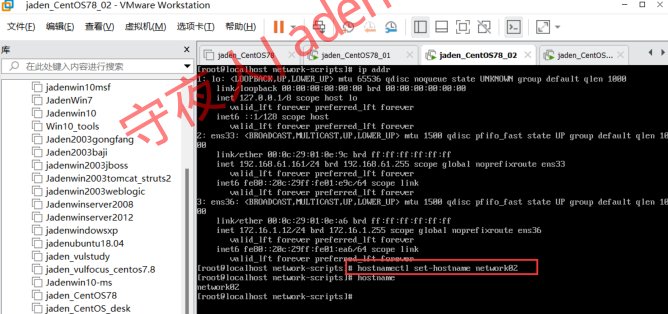 jaden_CentOS78_02 - VMware Workstation
文件(F) 编辑(E) 查看(V) 虚拟机(M) 选项卡(T) 帮助(H)
库
在此处键入内容进行搜索
Jadenwin10msf
JadenWin7
Jadenwin10
Win10_tools
Jaden2003gongfang
Jaden2003baji
jadenwin2003jboss
Jadenwin2003tomcat_struts2
jadenwin2003weblogic
Jadenwinserver2008
Jadenwinserver2012
jadenwindowsxp
jadenubuntu18.04
jaden_vulstudy
jaden_vulfocus_centos7.8
Jadenwin10-ms
jaden_CentOS78
jaden_CentOS_desk
jaden_CentOS78
jaden_CentOS78_01
jaden_CentOS78_02
jaden_CentOS...
[root@localhost network-scripts]# ip addr
1: lo: <LOOPBACK,UP,LOWER_UP> mtu 65536 qdisc noqueue state UNKNOWN group default qlen 1000
link/loopback 00:00:00:00:00:00 brd 00:00:00:00:00:00
inet 127.0.0.1/8 scope host lo
valid_lft forever preferred_lft forever
inet6 ::1/128 scope host
valid_lft forever preferred_lft forever
2: ens33: <BROADCAST,MULTICAST,UP,LOWER_UP> mtu 1500 qdisc pfifo_fast state UP group default qlen 10
00
link/ether 00:0c:29:01:0e:9c brd ff:ff:ff:ff:ff:ff
inet 192.168.61.161/24 brd 192.168.61.255 scope global noprefixroute ens33
valid_lft forever preferred_lft forever
inet6 fe80::20c:29ff:fe01:e9c/64 scope link
valid_lft forever preferred_lft forever
3: ens36: <BROADCAST,MULTICAST,UP,LOWER_UP> mtu 1500 qdisc pfifo_fast state UP group default qlen 10
00
link/ether 00:0c:29:01:0e:a6 brd ff:ff:ff:ff:ff:ff
inet 172.16.1.12/24 brd 172.16.1.255 scope global noprefixroute ens36
valid_lft forever preferred_lft forever
inet6 fe80::20c:29ff:fe01:ea6/64 scope link
valid_lft forever preferred_lft forever
[root@localhost network-scripts]# hostnamectl set-hostname network02
[root@localhost network-scripts]# hostname
network02
[root@localhost network-scripts]#
守夜人 Jaden